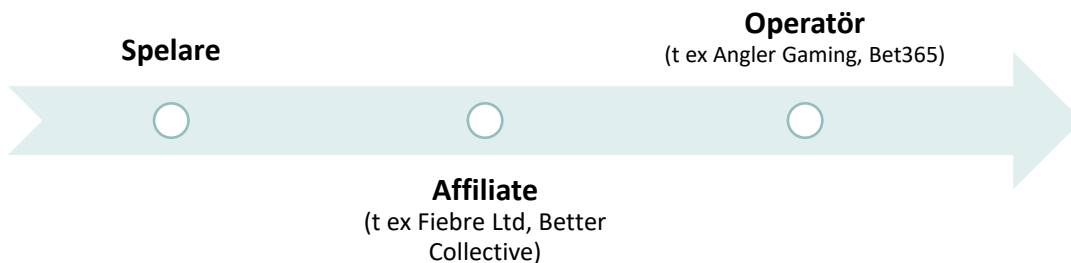 Spelare
Affiliate
(t ex Fiebre Ltd, Better
Collective)
Operatör
(t ex Angler Gaming, Bet365)